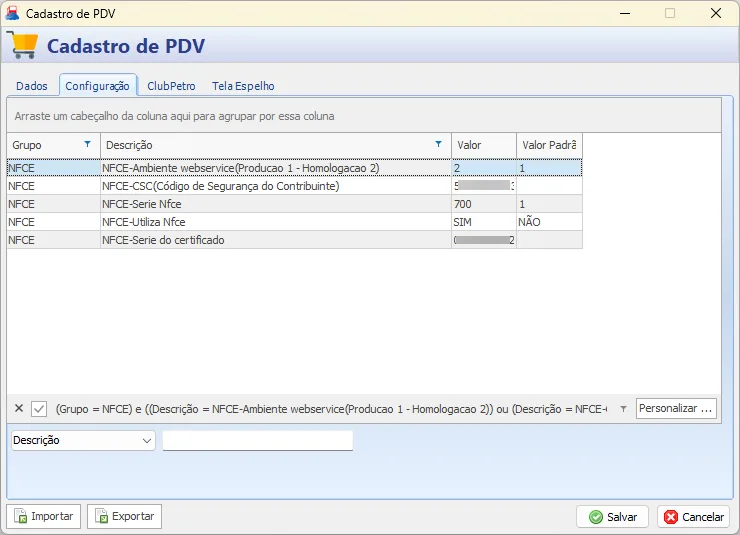 Cadastro de PDV
Cadastro de PDV
Dados Configuração ClubPetro Tela Espelho
Arraste um cabeçalho da coluna aqui para agrupar por essa coluna
Grupo Descrição Valor Valor Padrã
NFCE NFCE-Ambiente webservice(Producao 1 - Homologacao 2) 2 1
NFCE NFCE-CSC(Código de Segurança do Contribuinte)
NFCE NFCE-Serie Nfce 700 1
NFCE NFCE-Utiliza Nfce SIM NÃO
NFCE NFCE-Serie do certificado
(Grupo = NFCE) e ((Descrição = NFCE-Ambiente webservice(Producao 1 - Homologacao 2)) ou (Descrição = NFCE- Personalizar ...
Descrição
Importar Exportar Salvar Cancelar